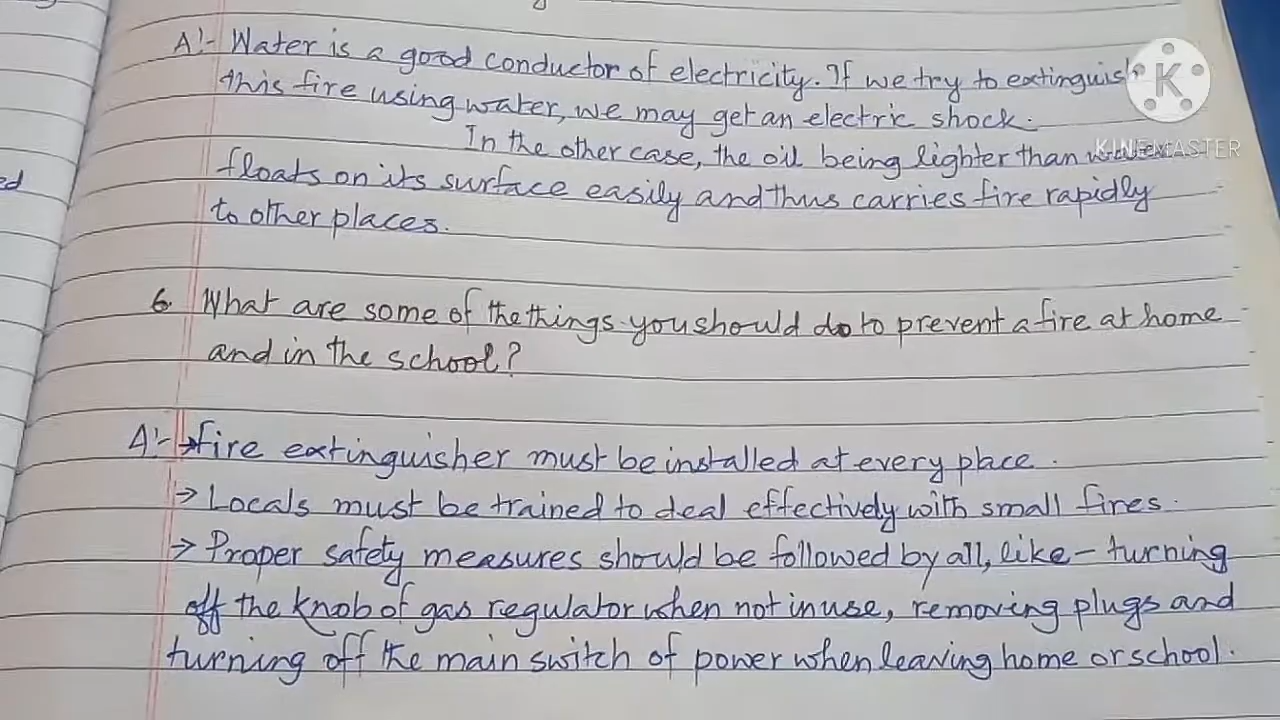 A:- Water is a good conductor of electricity. If we try to extinguish
this fire using water, we may get an electric shock.
In the other case, the oil being lighter than water
floats on its surface easily and thus carries fire rapidly
to other places.
6. What are some of the things you should do to prevent a fire at home
and in the school?
A:- → fire extinguisher must be installed at every place.
→ Locals must be trained to deal effectively with small fires.
→ Proper safety measures should be followed by all, like - turning
off the knob of gas regulator when not in use, removing plugs and
turning off the main switch of power when leaving home or school.
K
KINEMASTER
ed